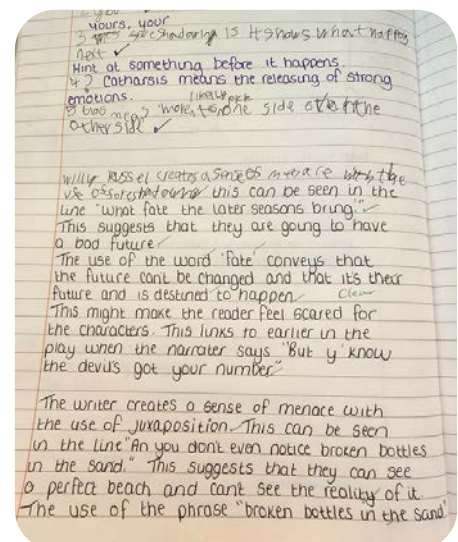 yours, your
3 foreshadowing is it shows what happens
next ✓
Hint at something before it happens.
4) Catharsis means the releasing of strong
emotions.
5 bias means more to one side over the
other side ✓
likely pick
Willy Russel creates a sense of menace with the
use of foreshadowing this can be seen in the
line "What fate the later seasons bring."
This suggests that they are going to have
a bad future
The use of the word 'fate' conveys that
the future can't be changed and that it's their
future and is destined to happen
Clear
This might make the reader feel scared for
the characters. This links to earlier in the
play when the narrater says "But y' know
the devil's got your number"
The writer creates a sense of menace with
the use of juxaposition. This can be seen
in the line "An you don't even notice broken bottles
in the sand." This suggests that they can see
a perfect beach and cant see the reality of it.
The use of the phrase "broken bottles in the sand"